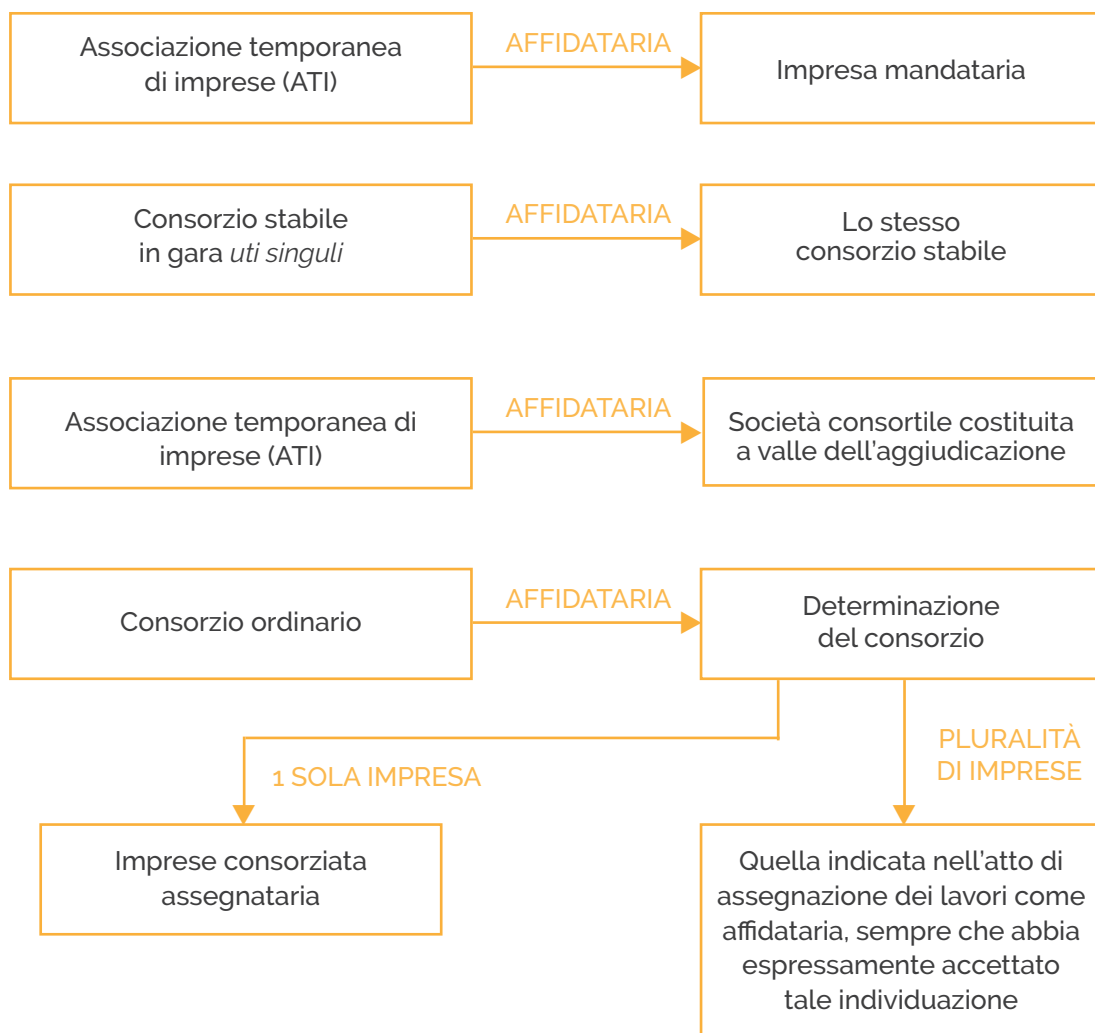 Associazione temporanea
di imprese (ATI)
AFFIDATARIA
Impresa mandataria
Consorzio stabile
in gara uti singuli
AFFIDATARIA
Lo stesso
consorzio stabile
Associazione temporanea di
imprese (ATI)
AFFIDATARIA
Società consortile costituita
a valle dell’aggiudicazione
Consorzio ordinario
AFFIDATARIA
Determinazione
del consorzio
1 SOLA IMPRESA
PLURALITÀ
DI IMPRESE
Imprese consorziata
assegnataria
Quella indicata nell’atto di
assegnazione dei lavori come
affidataria, sempre che abbia
espressamente accettato
tale individuazione